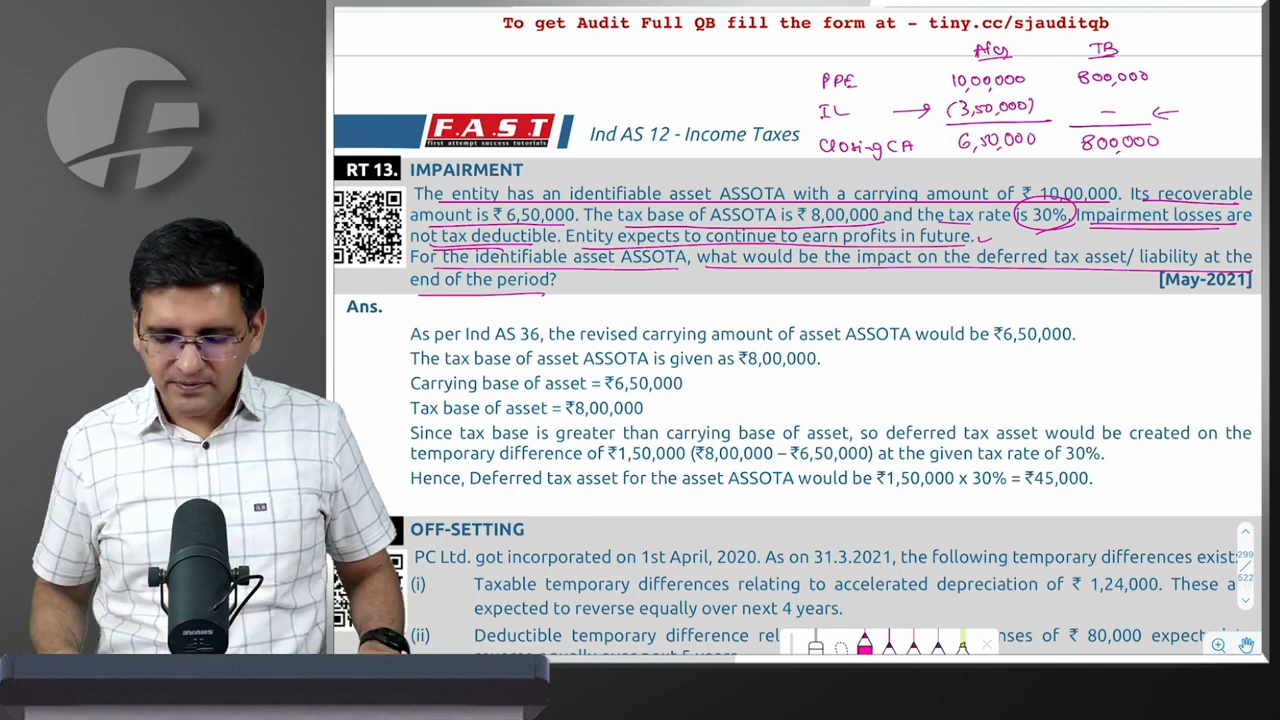 To get Audit Full QB fill the form at - tiny.cc/sjauditqb
Afcs TB
PPE 10,00,000 800,000
IL → (3,50,000) - ←
Closing CA 6,50,000 800,000
F.A.S.T
first attempt success tutorials
Ind AS 12 - Income Taxes
RT 13. IMPAIRMENT
The entity has an identifiable asset ASSOTA with a carrying amount of ₹ 10,00,000. Its recoverable
amount is ₹ 6,50,000. The tax base of ASSOTA is ₹ 8,00,000 and the tax rate is 30%. Impairment losses are
not tax deductible. Entity expects to continue to earn profits in future.
For the identifiable asset ASSOTA, what would be the impact on the deferred tax asset/ liability at the
end of the period? [May-2021]
Ans.
As per Ind AS 36, the revised carrying amount of asset ASSOTA would be ₹6,50,000.
The tax base of asset ASSOTA is given as ₹8,00,000.
Carrying base of asset = ₹6,50,000
Tax base of asset = ₹8,00,000
Since tax base is greater than carrying base of asset, so deferred tax asset would be created on the
temporary difference of ₹1,50,000 (₹8,00,000 – ₹6,50,000) at the given tax rate of 30%.
Hence, Deferred tax asset for the asset ASSOTA would be ₹1,50,000 x 30% = ₹45,000.
OFF-SETTING
PC Ltd. got incorporated on 1st April, 2020. As on 31.3.2021, the following temporary differences exist:
(i) Taxable temporary differences relating to accelerated depreciation of ₹ 1,24,000. These a
expected to reverse equally over next 4 years.
(ii) Deductible temporary difference rel nses of ₹ 80,000 expected
299
522
SHURE